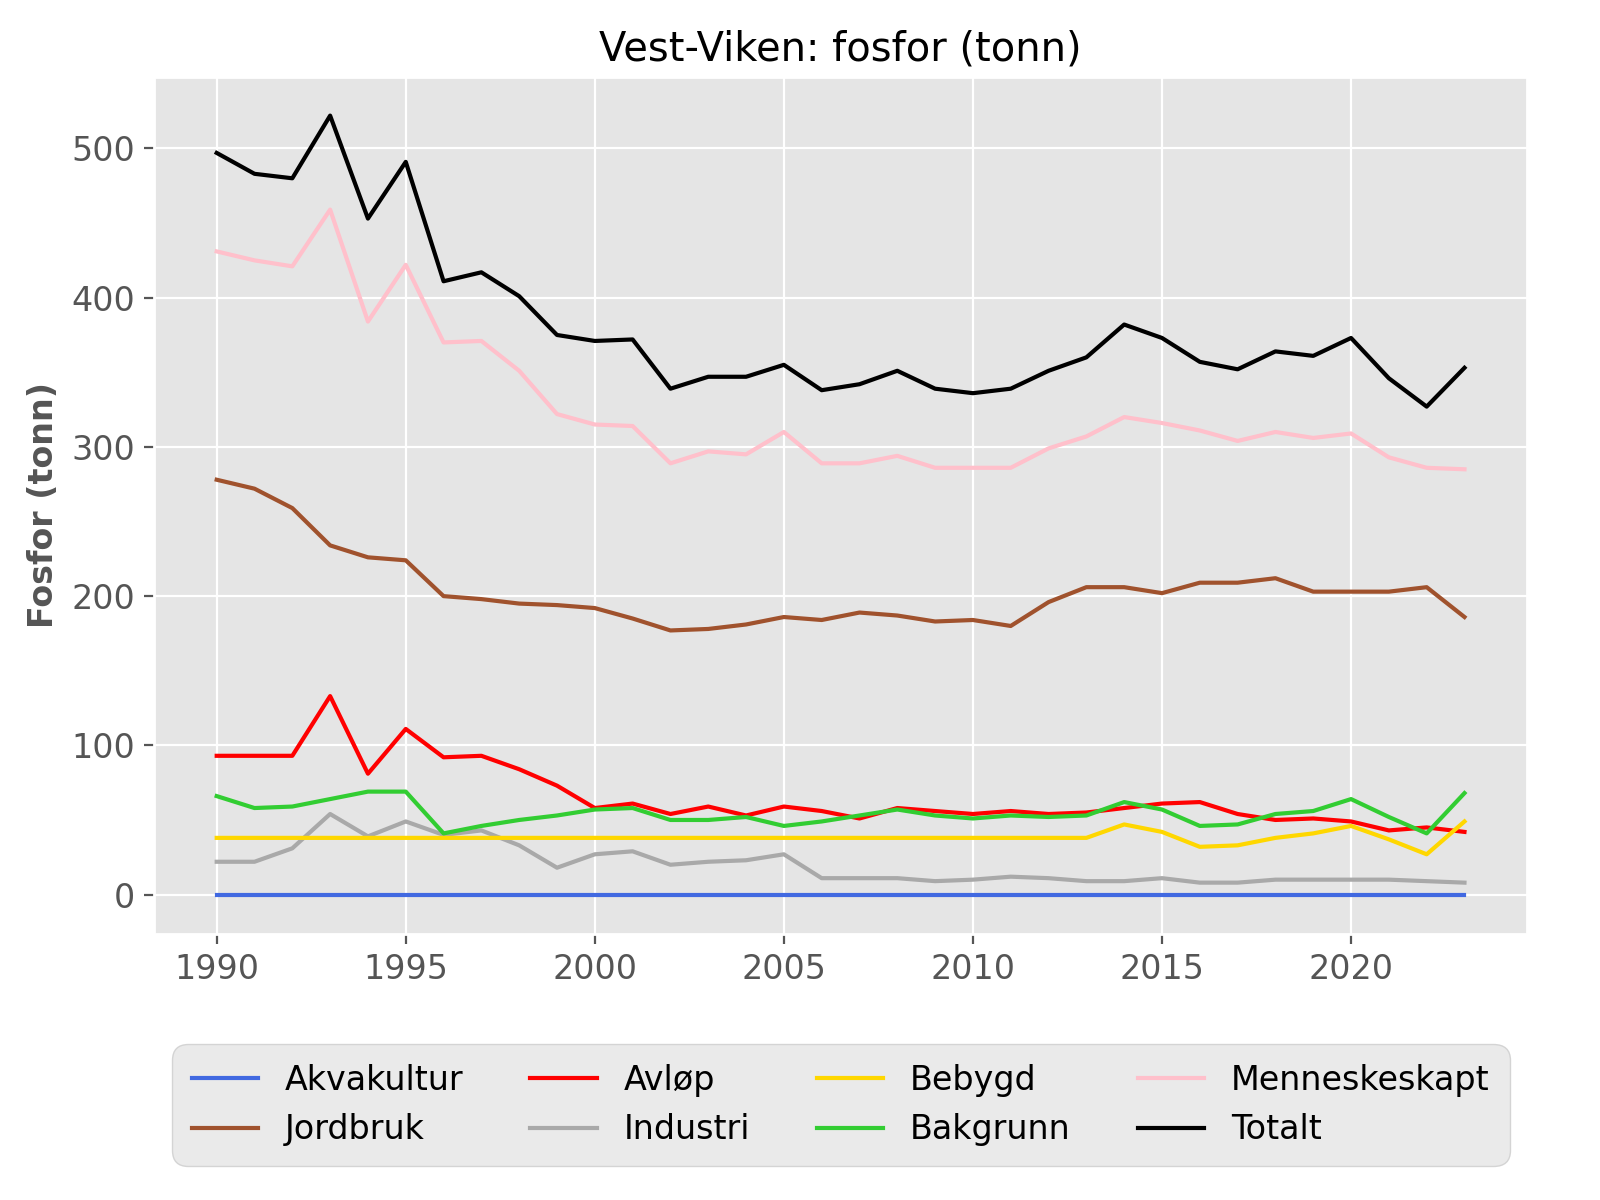 Vest-Viken: fosfor (tonn)
Fosfor (tonn)
500
400
300
200
100
0
1990 1995 2000 2005 2010 2015 2020
Akvakultur Avløp Bebygd Menneskeskapt
Jordbruk Industri Bakgrunn Totalt